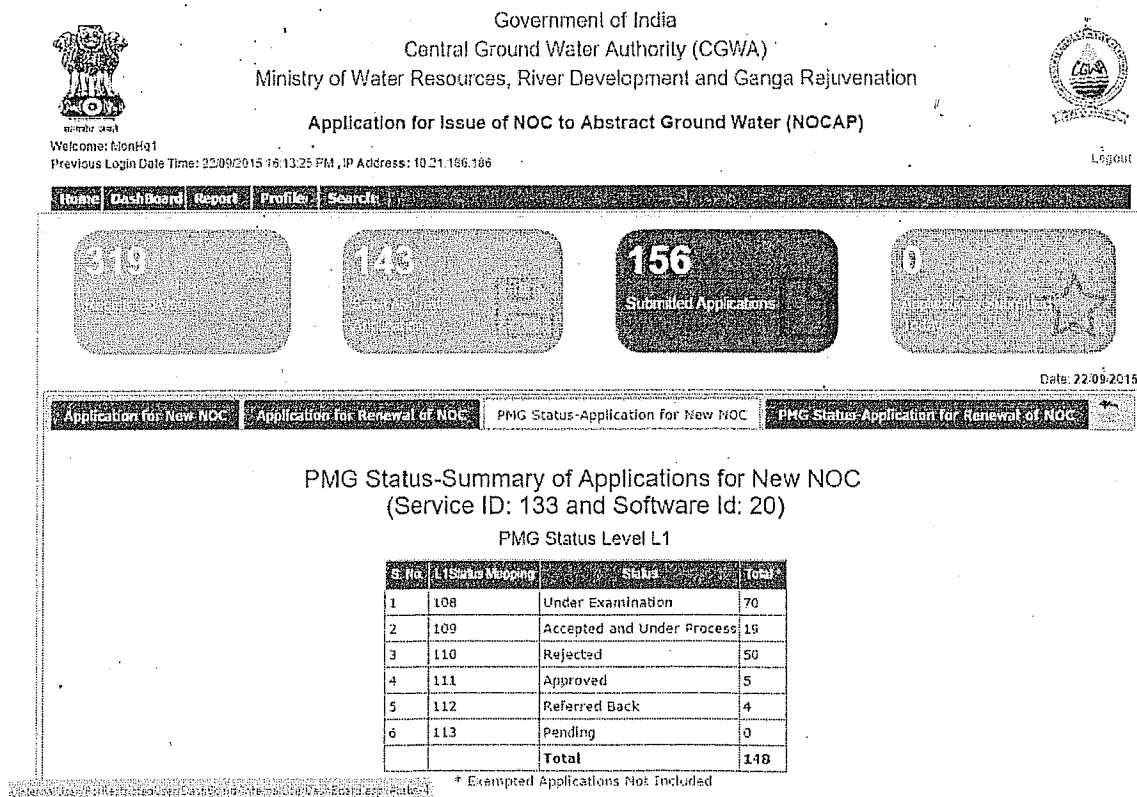 Government of India
Central Ground Water Authority (CGWA)
Ministry of Water Resources, River Development and Ganga Rejuvenation
CGWA
सत्यमेव जयते
Application for Issue of NOC to Abstract Ground Water (NOCAP)
Welcome: MonHq1
Previous Login Date Time: 22/09/2015 16:13:25 PM , IP Address: 10.21.186.186
Logout
Home DashBoard Report Profiler Search
319 143 156 0
Submitted Applications
Date: 22-09-2015
Application for New NOC Application for Renewal of NOC PMG Status-Application for New NOC PMG Status-Application for Renewal of NOC
PMG Status-Summary of Applications for New NOC
(Service ID: 133 and Software Id: 20)
PMG Status Level L1
S. No. L1Status Mapping Status Total*
1 108 Under Examination 70
2 109 Accepted and Under Process 19
3 110 Rejected 50
4 111 Approved 5
5 112 Referred Back 4
6 113 Pending 0
Total 148
* Exempted Applications Not Included